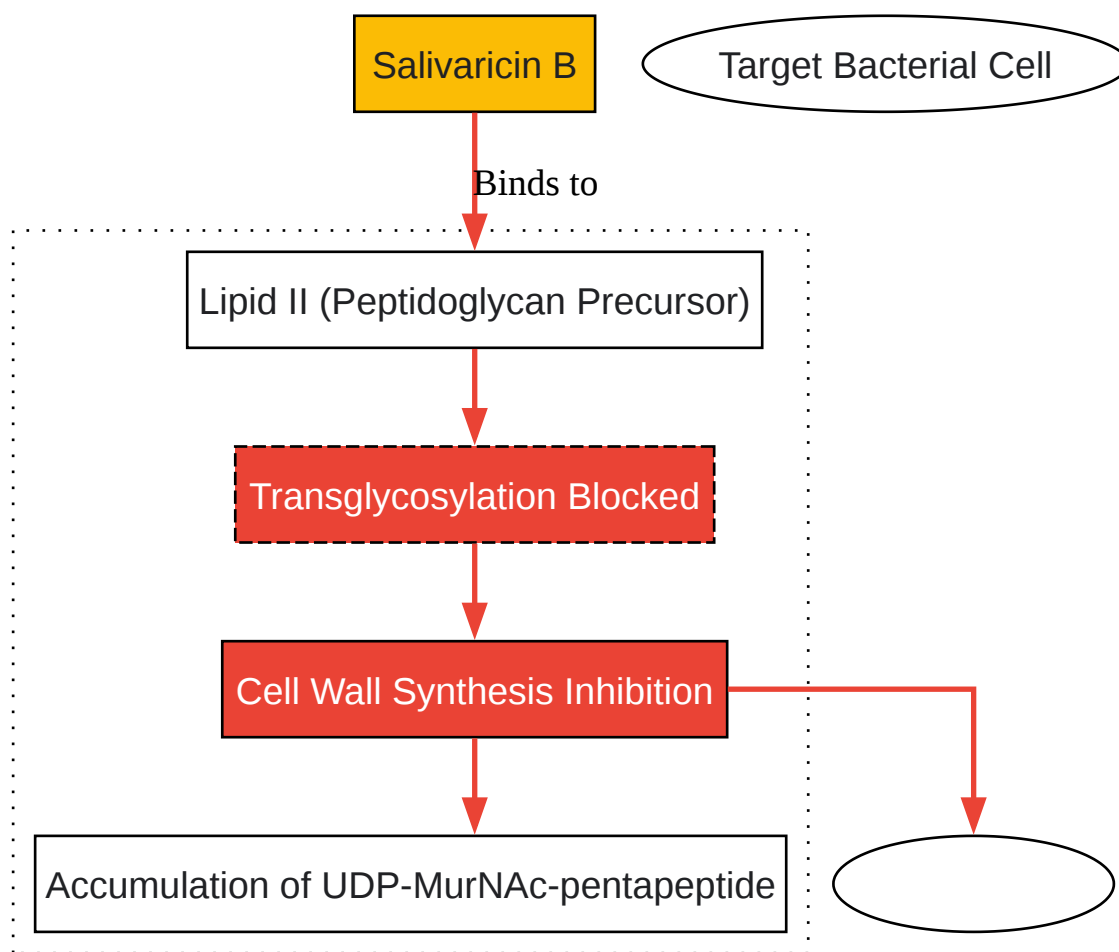 Salivaricin B
Target Bacterial Cell
Binds to
Lipid II (Peptidoglycan Precursor)
Transglycosylation Blocked
Cell Wall Synthesis Inhibition
Accumulation of UDP-MurNAc-pentapeptide